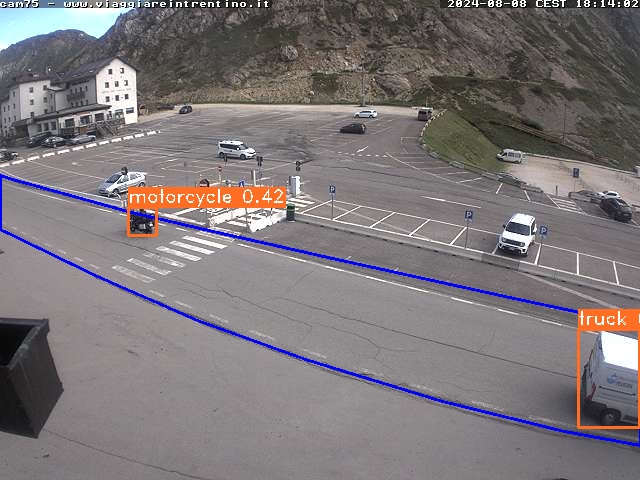 cam75 - www.viaggiareintrentino.it
2024-08-08 CEST 18:14:02
motorcycle 0.42
truck
P
P
P